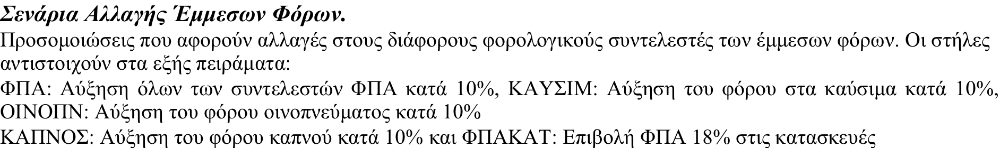 Σενάρια Αλλαγής Έμμεσων Φόρων.
Προσομοιώσεις που αφορούν αλλαγές στους διάφορους φορολογικούς συντελεστές των έμμεσων φόρων. Οι στήλες
αντιστοιχούν στα εξής πειράματα:
ΦΠΑ: Αύξηση όλων των συντελεστών ΦΠΑ κατά 10%, ΚΑΥΣΙΜ: Αύξηση του φόρου στα καύσιμα κατά 10%,
ΟΙΝΟΠΝ: Αύξηση του φόρου οινοπνεύματος κατά 10%
ΚΑΠΝΟΣ: Αύξηση του φόρου καπνού κατά 10% και ΦΠΑΚΑΤ: Επιβολή ΦΠΑ 18% στις κατασκευές